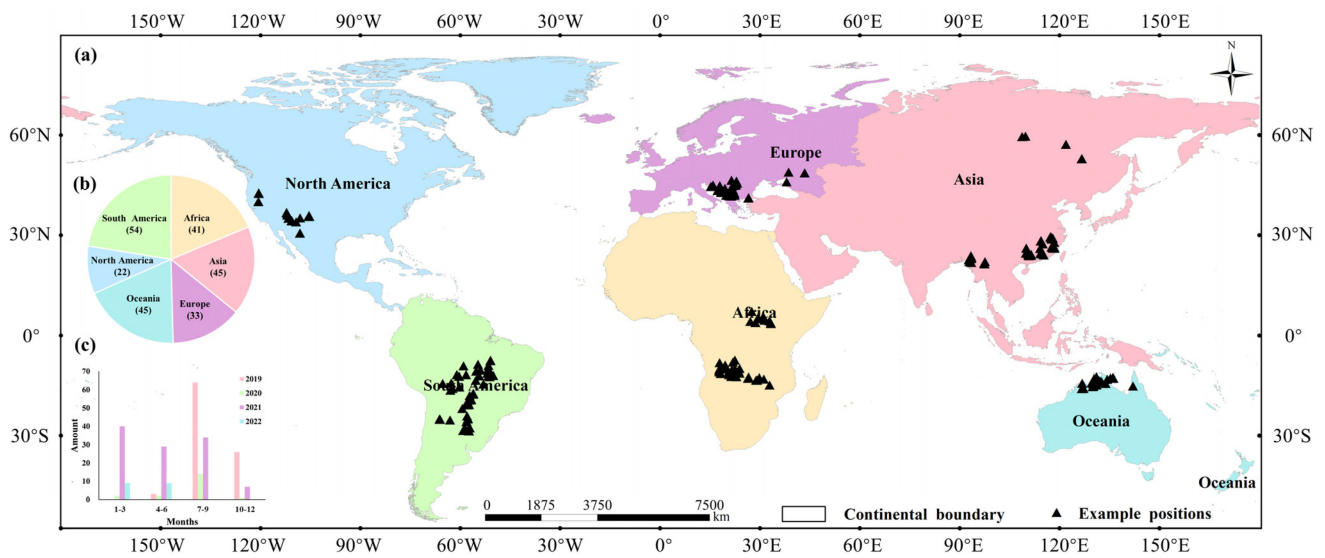 150°W 120°W 90°W 60°W 30°W 0° 30°E 60°E 90°E 120°E 150°E
(a)
N
60°N
60°N
Europe
North America
Asia
(b)
South America
(54)
Africa
(41)
North America
(22)
Asia
(45)
Oceania
(45)
Europe
(33)
30°N
30°N
Africa
0°
0°
(c)
South America
Oceania
30°S
30°S
Oceania
70
60
50
40
30
20
10
0
Amount
2019
2020
2021
2022
1-3 4-6 7-9 10-12
Months
0 1875 3750 7500
km
Continental boundary
Example positions
150°W 120°W 90°W 60°W 30°W 0° 30°E 60°E 90°E 120°E 150°E